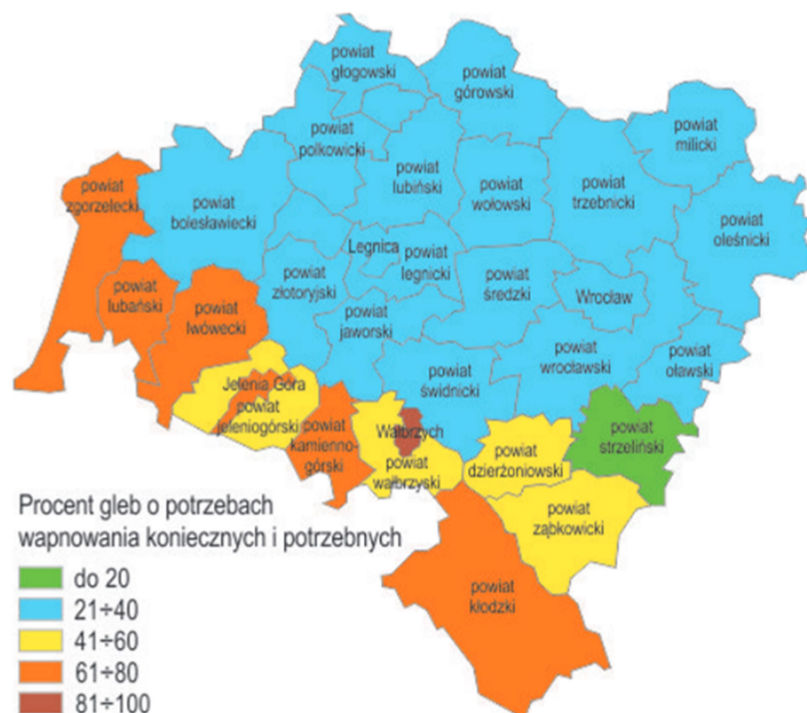 powiat
głogowski
powiat
górowski
powiat
polkowicki
powiat
milicki
powiat
lubiński
powiat
wołowski
powiat
trzebnicki
powiat
zgorzelecki
powiat
bolesławiecki
powiat
oleśnicki
Legnica
powiat
legnicki
powiat
złotoryjski
powiat
średzki
Wrocław
powiat
lubański
powiat
lwówecki
powiat
jaworski
powiat
wrocławski
powiat
oławski
powiat
świdnicki
Jelenia Góra
powiat
jeleniogórski
powiat
kamienno-
górski
Wałbrzych
powiat
wałbrzyski
powiat
dzierżoniowski
powiat
strzeliński
powiat
ząbkowicki
powiat
kłodzki
Procent gleb o potrzebach
wapnowania koniecznych i potrzebnych
do 20
21÷40
41÷60
61÷80
81÷100